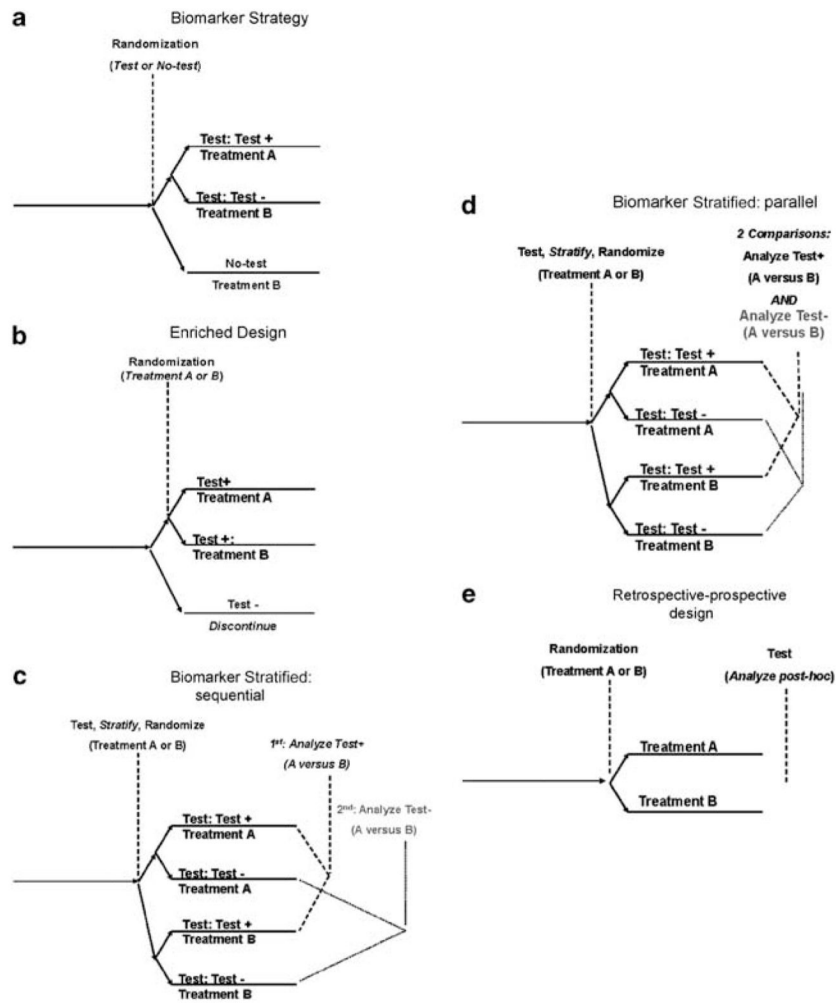 a
Biomarker Strategy
Randomization
(Test or No-test)
Test: Test +
Treatment A
Test: Test -
Treatment B
No-test
Treatment B
b
Enriched Design
Randomization
(Treatment A or B)
Test+
Treatment A
Test +:
Treatment B
Test -
Discontinue
c
Biomarker Stratified:
sequential
Test, Stratify, Randomize
(Treatment A or B)
1st: Analyze Test+
(A versus B)
2nd: Analyze Test-
(A versus B)
Test: Test +
Treatment A
Test: Test -
Treatment A
Test: Test +
Treatment B
Test: Test -
Treatment B
d
Biomarker Stratified: parallel
Test, Stratify, Randomize
(Treatment A or B)
2 Comparisons:
Analyze Test+
(A versus B)
AND
Analyze Test-
(A versus B)
Test: Test +
Treatment A
Test: Test -
Treatment A
Test: Test +
Treatment B
Test: Test -
Treatment B
e
Retrospective-prospective
design
Randomization
(Treatment A or B)
Test
(Analyze post-hoc)
Treatment A
Treatment B